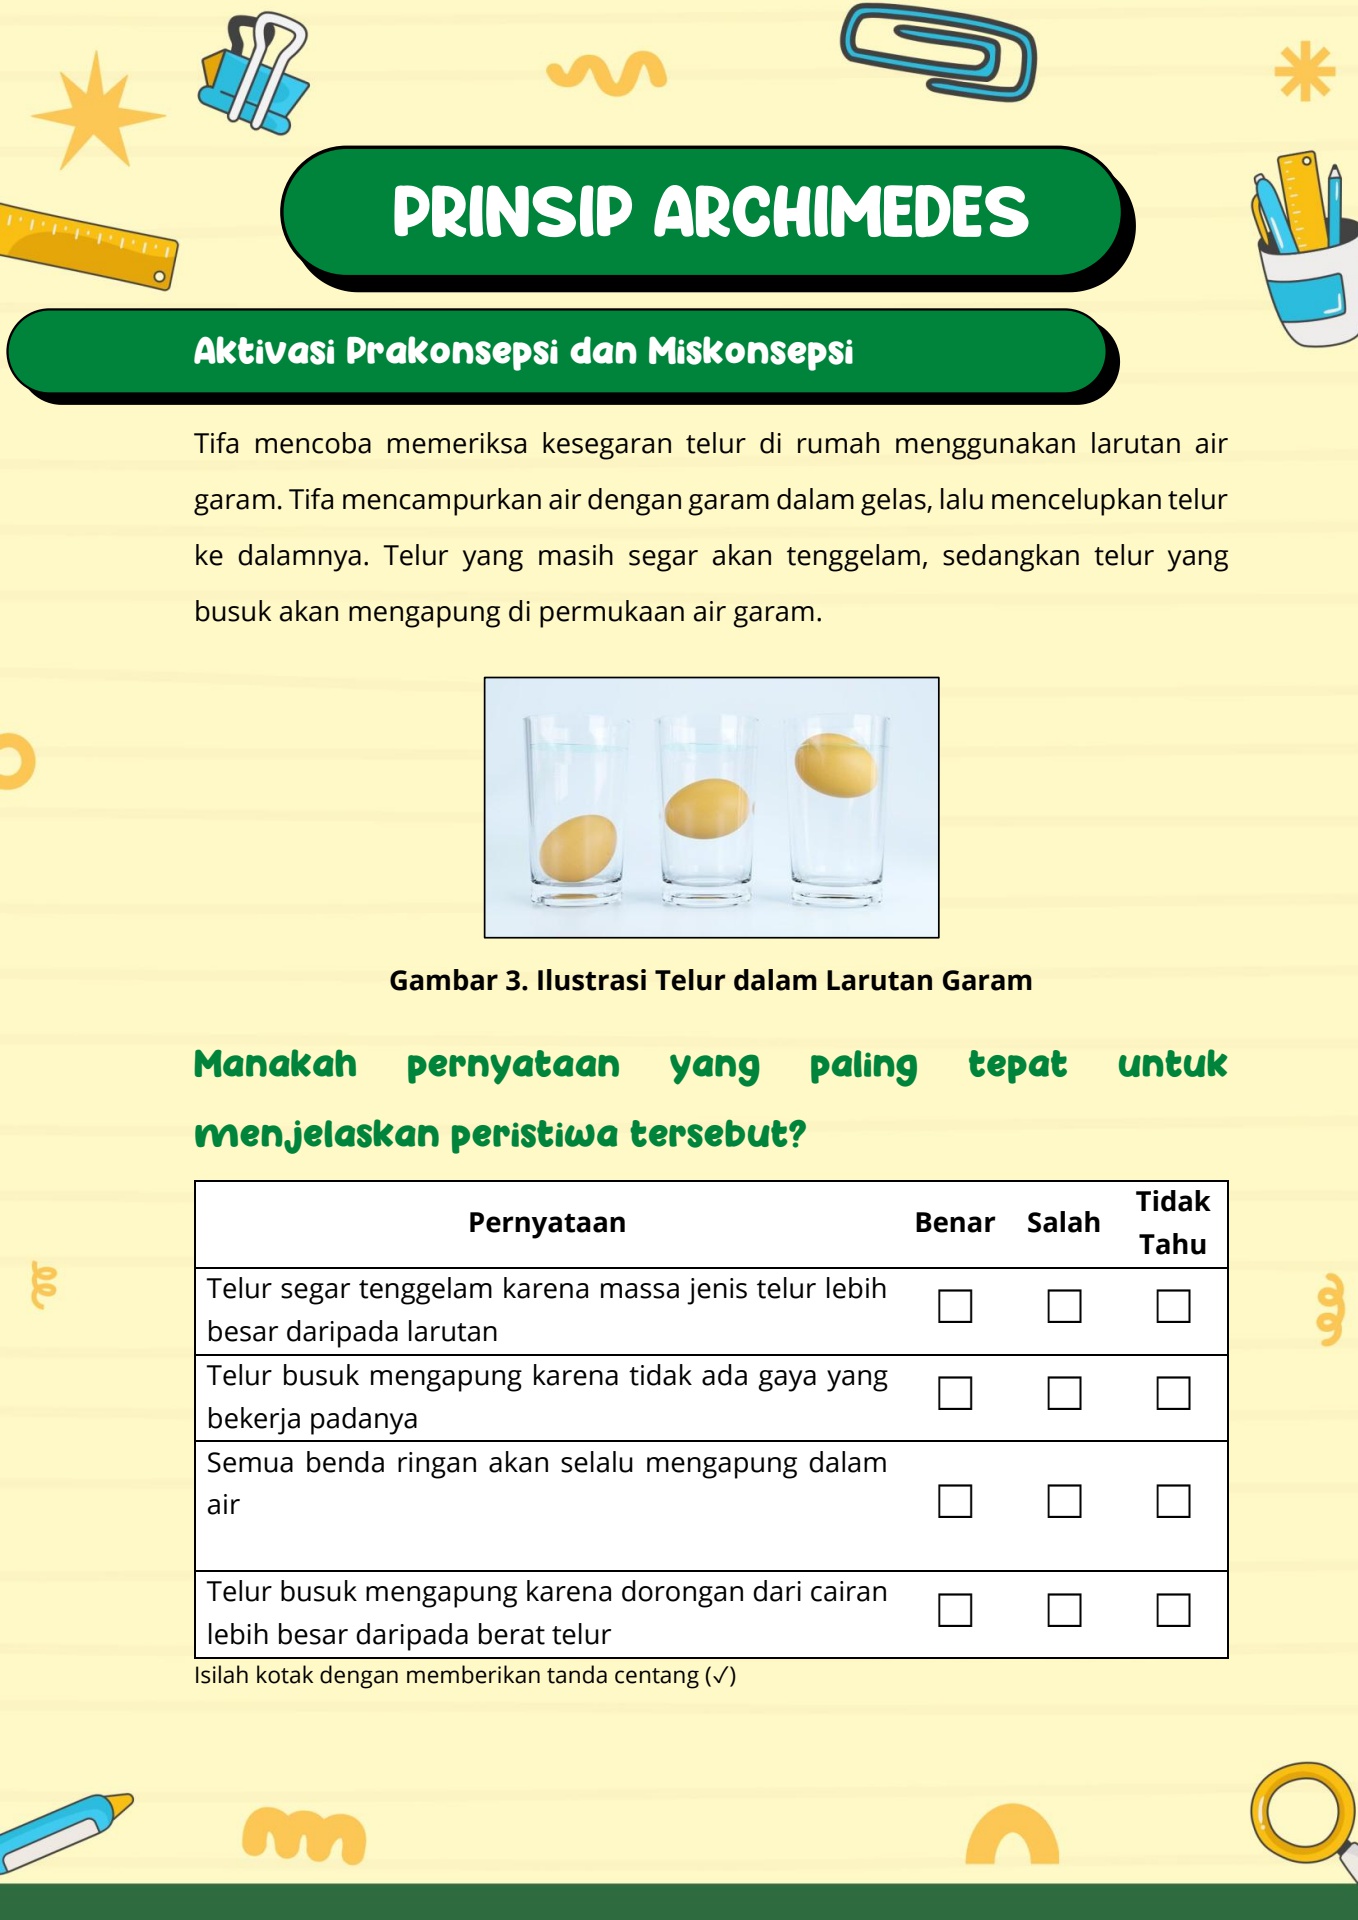 PRINSIP ARCHIMEDES
Aktivasi Prakonsepsi dan Miskonsepsi
Tifa mencoba memeriksa kesegaran telur di rumah menggunakan larutan air
garam. Tifa mencampurkan air dengan garam dalam gelas, lalu mencelupkan telur
ke dalamnya. Telur yang masih segar akan tenggelam, sedangkan telur yang
busuk akan mengapung di permukaan air garam.
Gambar 3. Ilustrasi Telur dalam Larutan Garam
Manakah pernyataan yang paling tepat untuk
menjelaskan peristiwa tersebut?
Pernyataan Benar Salah Tidak Tahu
Telur segar tenggelam karena massa jenis telur lebih
besar daripada larutan
Telur busuk mengapung karena tidak ada gaya yang
bekerja padanya
Semua benda ringan akan selalu mengapung dalam
air
Telur busuk mengapung karena dorongan dari cairan
lebih besar daripada berat telur
Isilah kotak dengan memberikan tanda centang (✓)